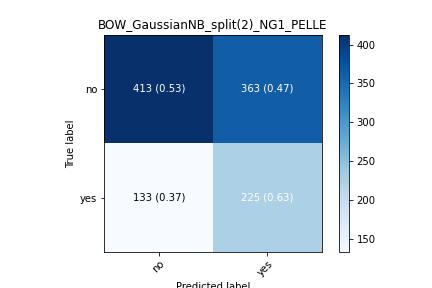 BOW_GaussianNB_split(2)_NG1_PELLE
no
413 (0.53)
363 (0.47)
yes
133 (0.37)
225 (0.63)
True label
no
yes
Predicted label
400
350
300
250
200
150